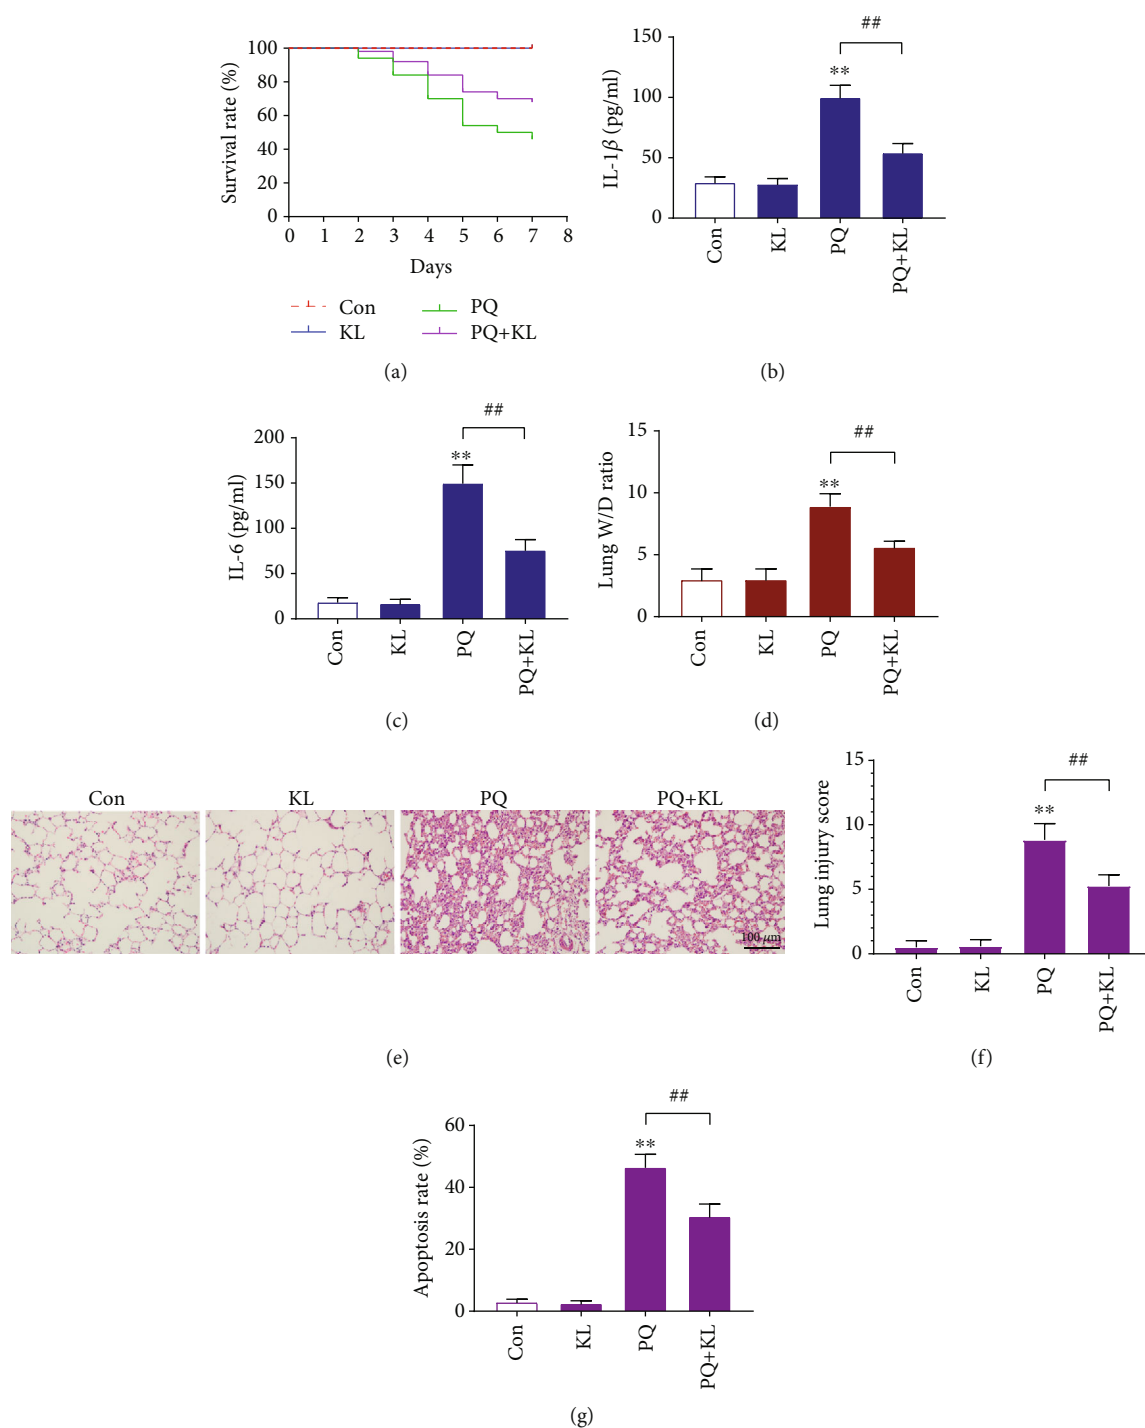 100
80
60
40
20
0
Survival rate (%)
0 1 2 3 4 5 6 7 8
Days
Con
KL
PQ
PQ+KL
(a)
150
100
50
0
IL-1β (pg/ml)
##
**
Con
KL
PQ
PQ+KL
(b)
200
150
100
50
0
IL-6 (pg/ml)
##
**
Con
KL
PQ
PQ+KL
(c)
15
10
5
0
Lung W/D ratio
##
**
Con
KL
PQ
PQ+KL
(d)
Con KL PQ PQ+KL
100 μm
(e)
15
10
5
0
Lung injury score
##
**
Con
KL
PQ
PQ+KL
(f)
60
40
20
0
Apoptosis rate (%)
##
**
Con
KL
PQ
PQ+KL
(g)